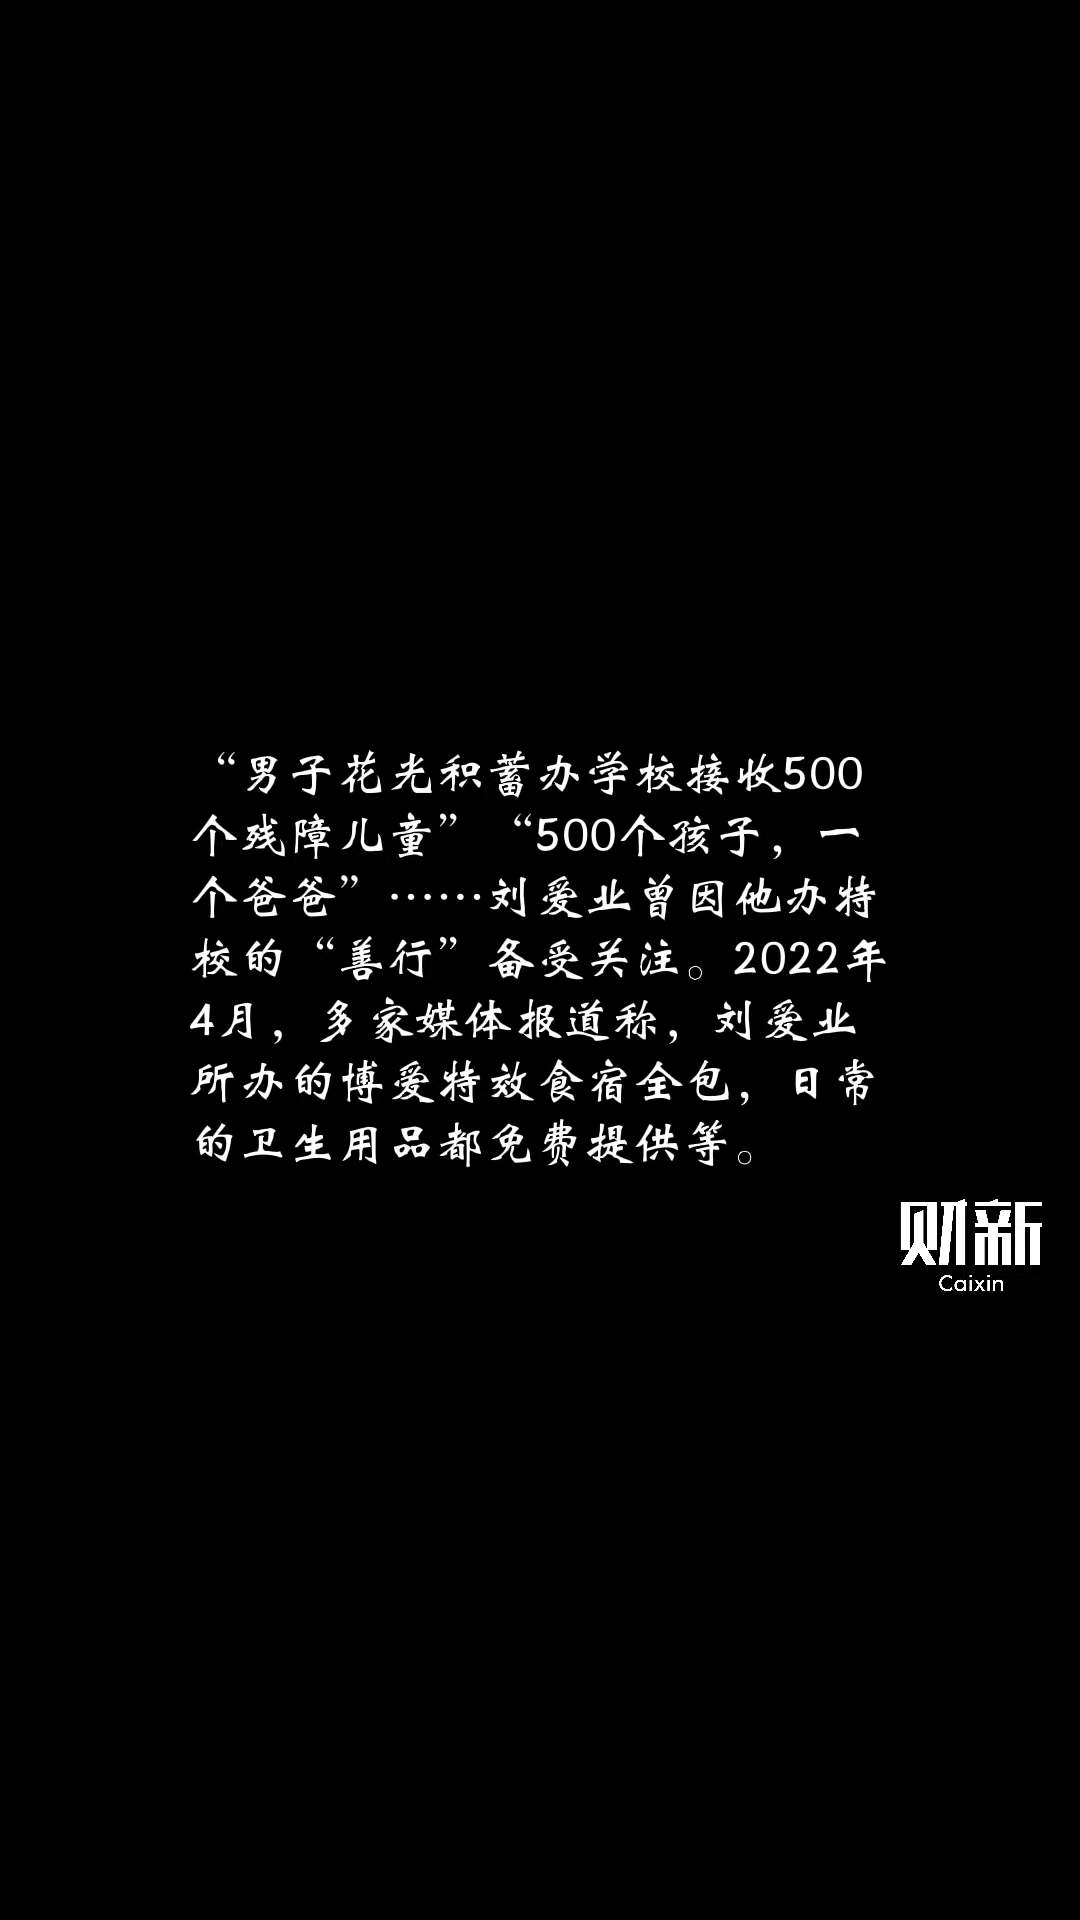 “男子花光积蓄办学校接收500
个残障儿童”“500个孩子，一
个爸爸”……刘爱业曾因他办特
校的“善行”备受关注。2022年
4月，多家媒体报道称，刘爱业
所办的博爱特效食宿全包，日常
的卫生用品都免费提供等。
财新
Caixin